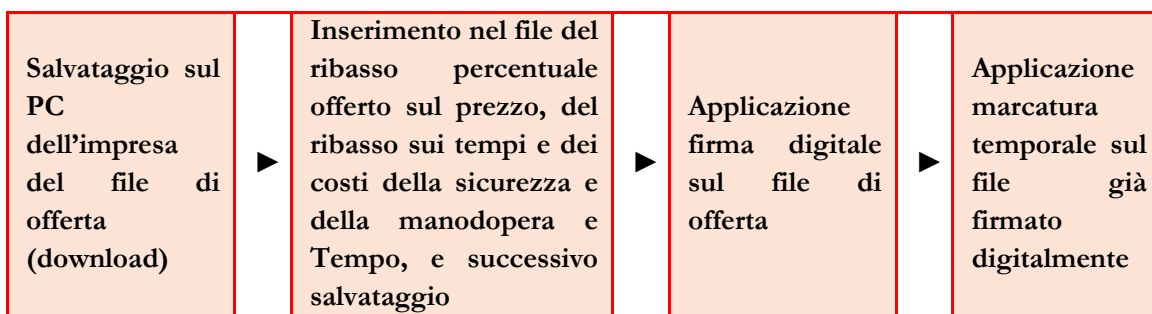 Salvataggio sul
PC
dell’impresa
del file di
offerta
(download)
►
Inserimento nel file del
ribasso percentuale
offerto sul prezzo, del
ribasso sui tempi e dei
costi della sicurezza e
della manodopera e
Tempo, e successivo
salvataggio
►
Applicazione
firma digitale
sul file di
offerta
►
Applicazione
marcatura
temporale sul
file già
firmato
digitalmente